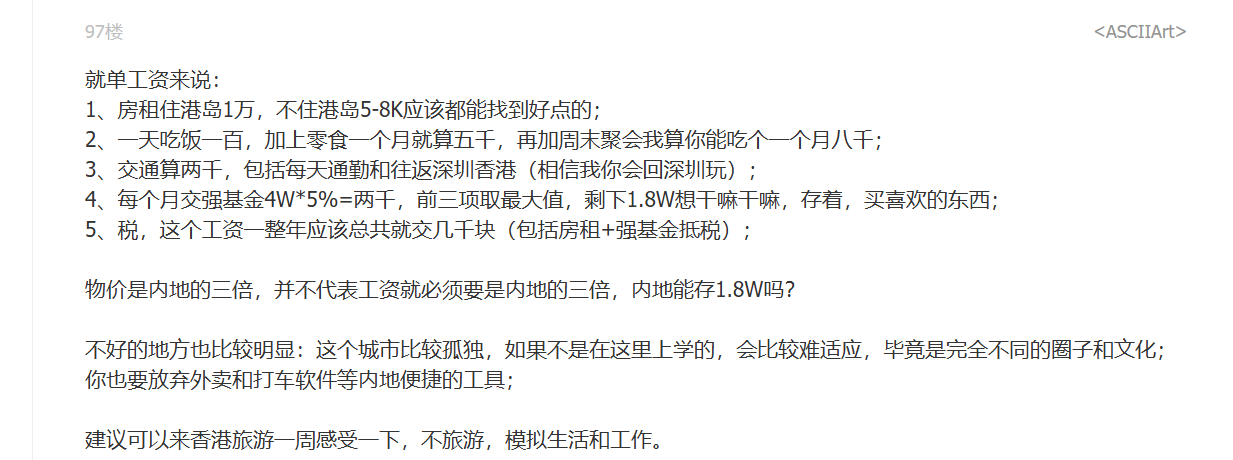 97楼
<ASCIIArt>
就单工资来说：
1、房租住港岛1万，不住港岛5-8K应该都能找到好点的；
2、一天吃饭一百，加上零食一个月就算五千，再加周末聚会我算你能吃个一个月八千；
3、交通算两千，包括每天通勤和往返深圳香港（相信我你会回深圳玩）；
4、每个月交强基金4W*5%=两千，前三项取最大值，剩下1.8W想干嘛干嘛，存着，买喜欢的东西；
5、税，这个工资一整年应该总共就交几千块（包括房租+强基金抵税）；
物价是内地的三倍，并不代表工资就必须要是内地的三倍，内地能存1.8W吗？
不好的地方也比较明显：这个城市比较孤独，如果不是在这里上学的，会比较难适应，毕竟是完全不同的圈子和文化；
你也要放弃外卖和打车软件等内地便捷的工具；
建议可以来香港旅游一周感受一下，不旅游，模拟生活和工作。